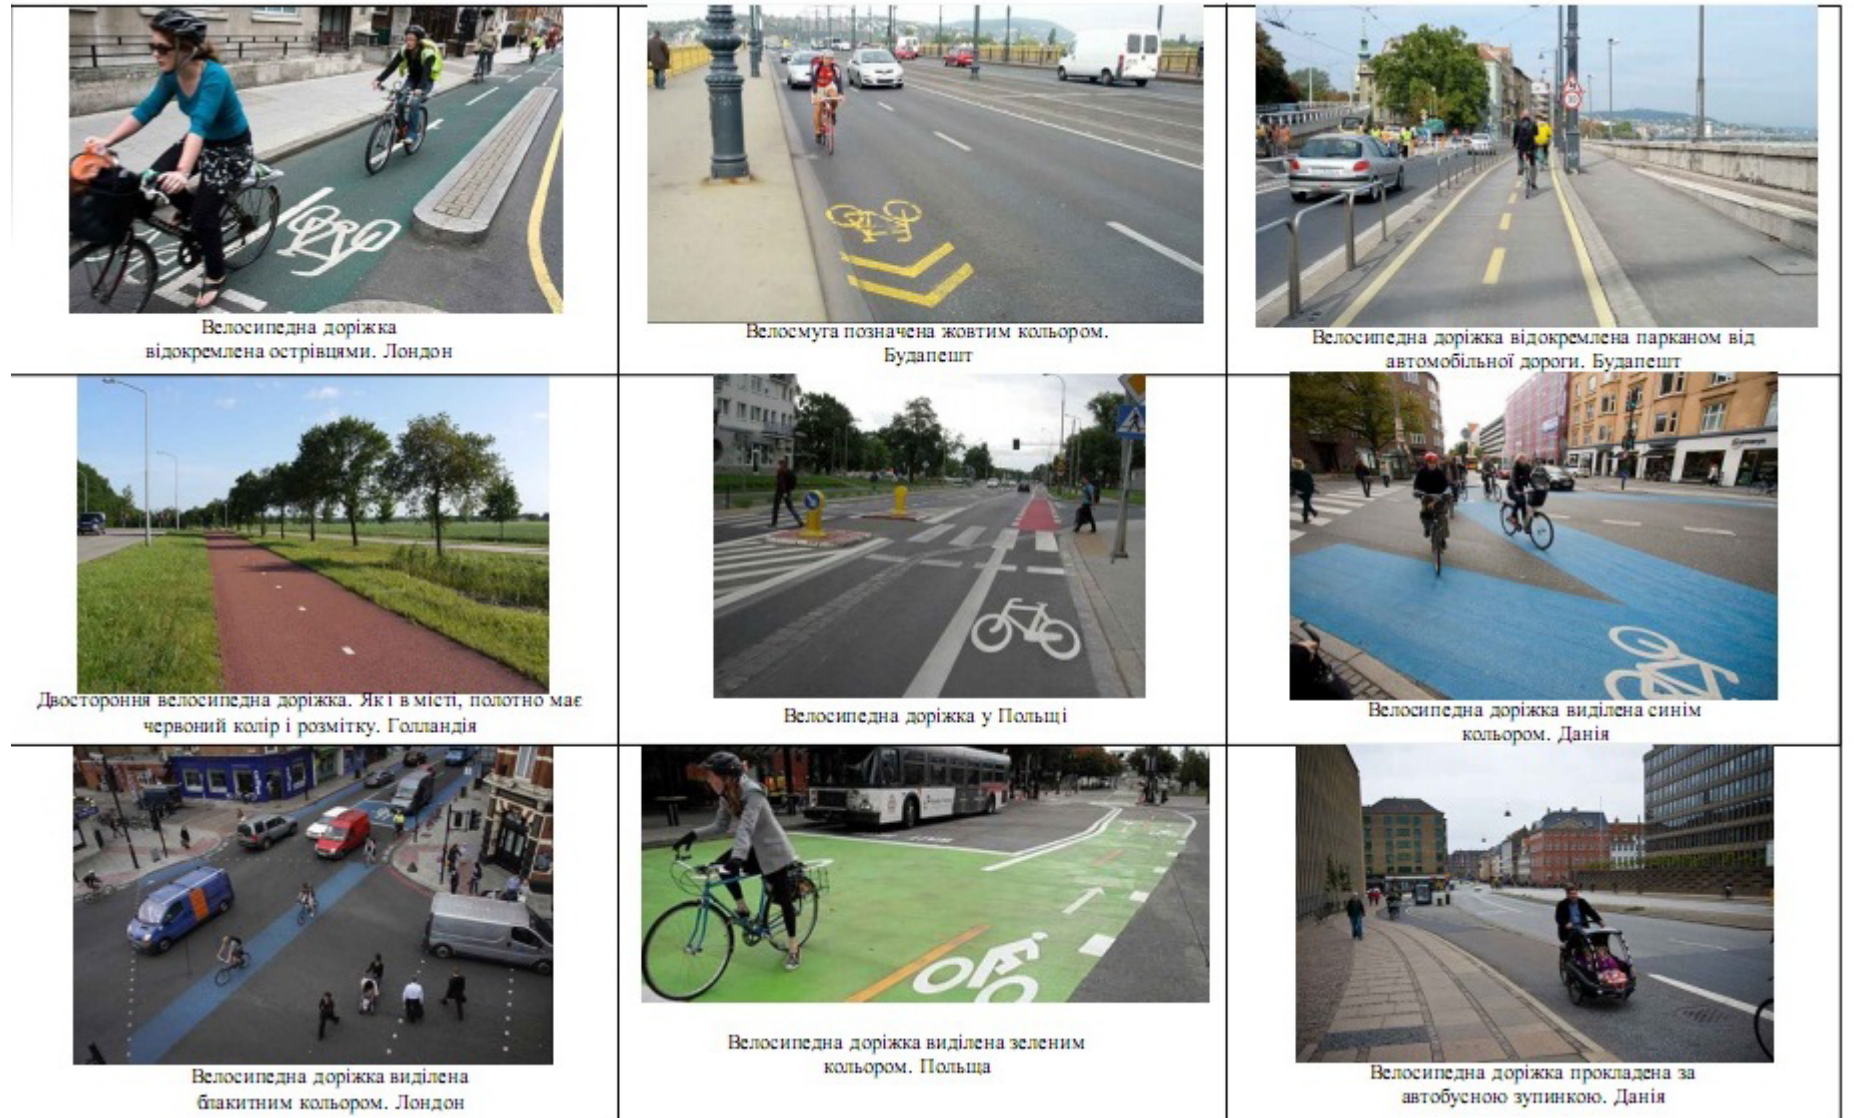 Велосипедна доріжка
відокремлена острівцями. Лондон
Велосмуга позначена жовтим кольором.
Будапешт
Велосипедна доріжка відокремлена парканом від
автомобільної дороги. Будапешт
Двостороння велосипедна доріжка. Як і в місті, полотно має
червоний колір і розмітку. Голландія
Велосипедна доріжка у Польщі
Велосипедна доріжка виділена синім
кольором. Данія
Велосипедна доріжка виділена
блакитним кольором. Лондон
Велосипедна доріжка виділена зеленим
кольором. Польща
Велосипедна доріжка прокладена за
автобусною зупинкою. Данія